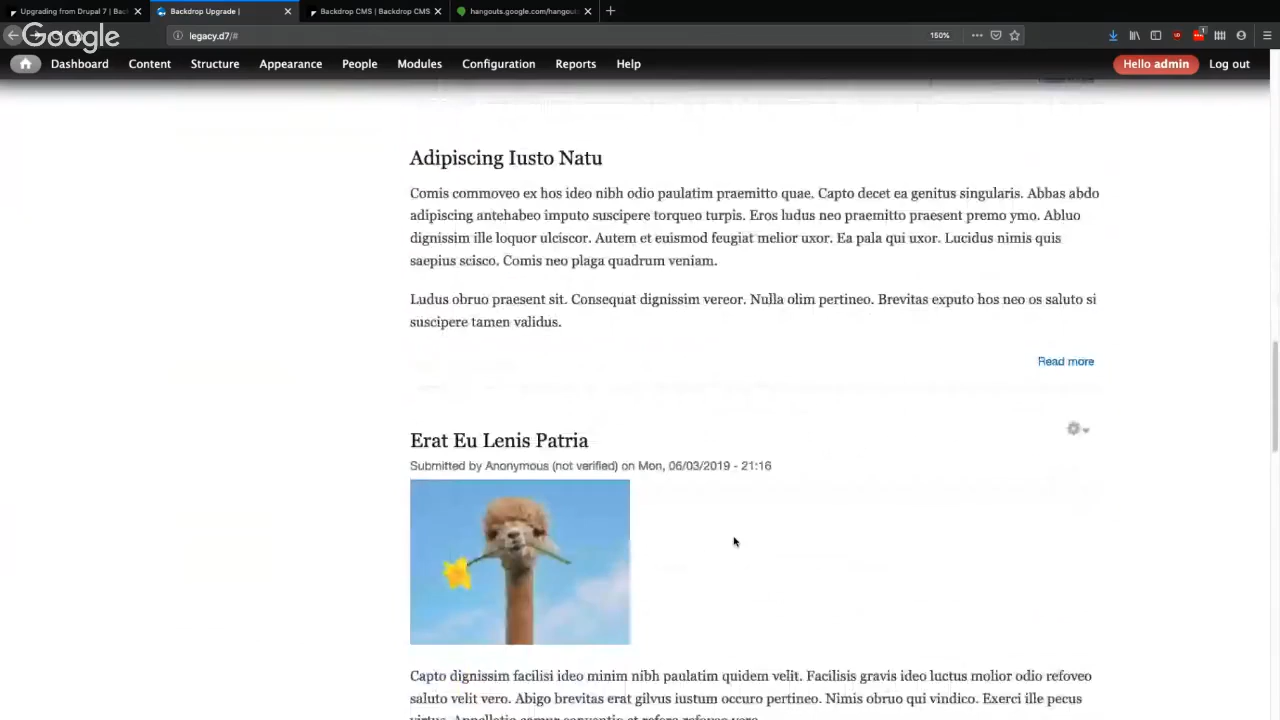 Upgrading from Drupal 7 | Back
Backdrop Upgrade |
Backdrop CMS | Backdrop CMS
hangouts.google.com/hangouts
Google
legacy.d7/#
150%
Dashboard Content Structure Appearance People Modules Configuration Reports Help Hello admin Log out
Adipiscing Iusto Natu
Comis commoveo ex hos ideo nibh odio paulatim praemitto quae. Capto decet ea genitus singularis. Abbas abdo
adipiscing antehabeo imputo suscipere torqueo turpis. Eros ludus neo praemitto praesent premo ymo. Abluo
dignissim ille loquor ulciscor. Autem et euismod feugiat melior uxor. Ea pala qui uxor. Lucidus nimis quis
saepius scisco. Comis neo plaga quadrum veniam.
Ludus obruo praesent sit. Consequat dignissim vereor. Nulla olim pertineo. Brevitas exputo hos neo os saluto si
suscipere tamen validus.
Read more
Erat Eu Lenis Patria
Submitted by Anonymous (not verified) on Mon, 06/03/2019 - 21:16
Capto dignissim facilisi ideo minim nibh paulatim quidem velit. Facilisis gravis ideo luctus molior odio refoveo
saluto velit vero. Abigo brevitas erat gilvus iustum occuro pertineo. Nimis obruo qui vindico. Exerci ille pecus